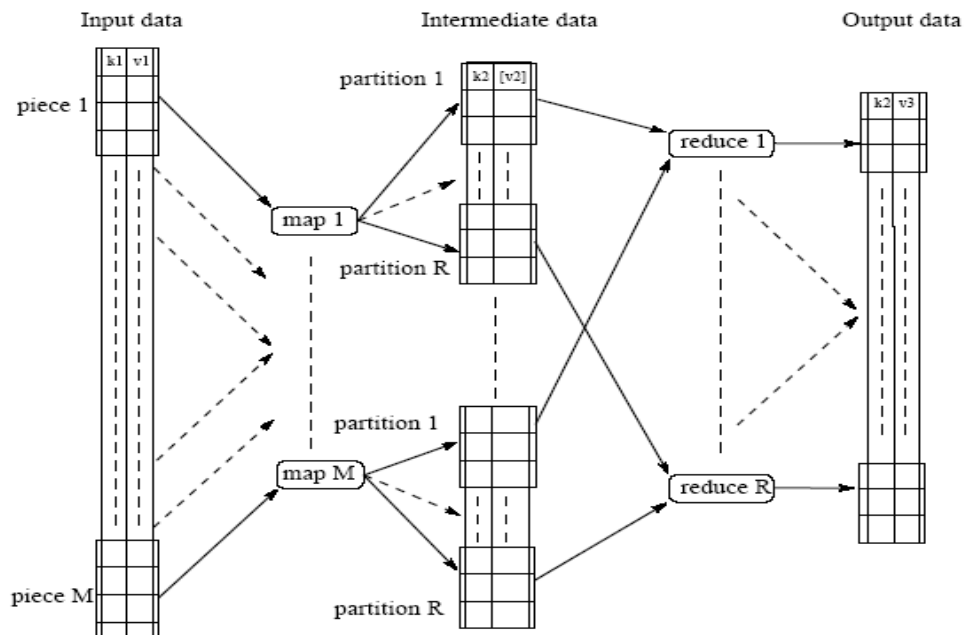 Input data
Intermediate data
Output data
k1 v1
piece 1
partition 1
k2 [v2]
k2 v3
reduce 1
map 1
partition R
partition 1
map M
reduce R
piece M
partition R